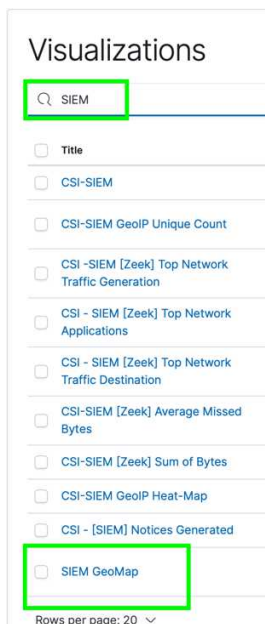 Visualizations
SIEM
Title
CSI-SIEM
CSI-SIEM GeoIP Unique Count
CSI -SIEM [Zeek] Top Network
Traffic Generation
CSI - SIEM [Zeek] Top Network
Applications
CSI - SIEM [Zeek] Top Network
Traffic Destination
CSI-SIEM [Zeek] Average Missed
Bytes
CSI-SIEM [Zeek] Sum of Bytes
CSI-SIEM GeoIP Heat-Map
CSI - [SIEM] Notices Generated
SIEM GeoMap
Rows per page: 20